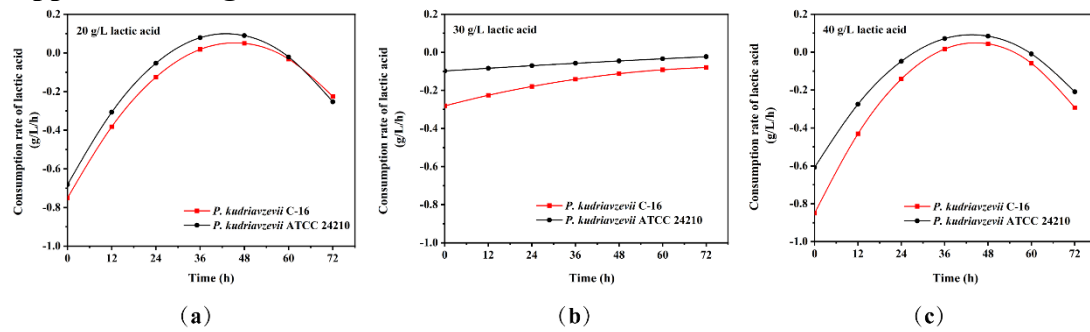 20 g/L lactic acid
Consumption rate of lactic acid
(g/L/h)
0.2
0.0
-0.2
-0.4
-0.6
-0.8
-1.0
P. kudriavzevii C-16
P. kudriavzevii ATCC 24210
0 12 24 36 48 60 72
Time (h)
(a)
30 g/L lactic acid
Consumption rate of lactic acid
(g/L/h)
0.2
0.0
-0.2
-0.4
-0.6
-0.8
-1.0
P. kudriavzevii C-16
P. kudriavzevii ATCC 24210
0 12 24 36 48 60 72
Time (h)
(b)
40 g/L lactic acid
Consumption rate of lactic acid
(g/L/h)
0.2
0.0
-0.2
-0.4
-0.6
-0.8
-1.0
P. kudriavzevii C-16
P. kudriavzevii ATCC 24210
0 12 24 36 48 60 72
Time (h)
(c)